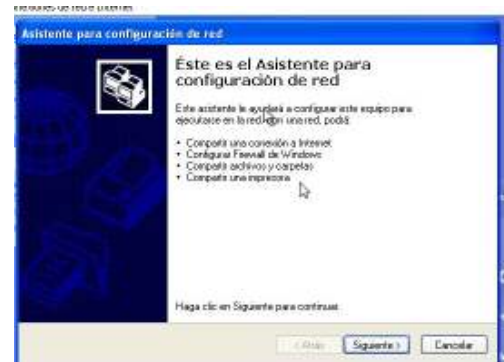 Asistente para configuración de red
Éste es el Asistente para
configuración de red
Este asistente le ayudará a configurar este equipo para
ejecutarse en la red. Con una red, podrá:
• Compartir una conexión a Internet
• Configurar Firewall de Windows
• Compartir archivos y carpetas
• Compartir una impresora
Haga clic en Siguiente para continuar.
< Atrás
Siguiente >
Cancelar